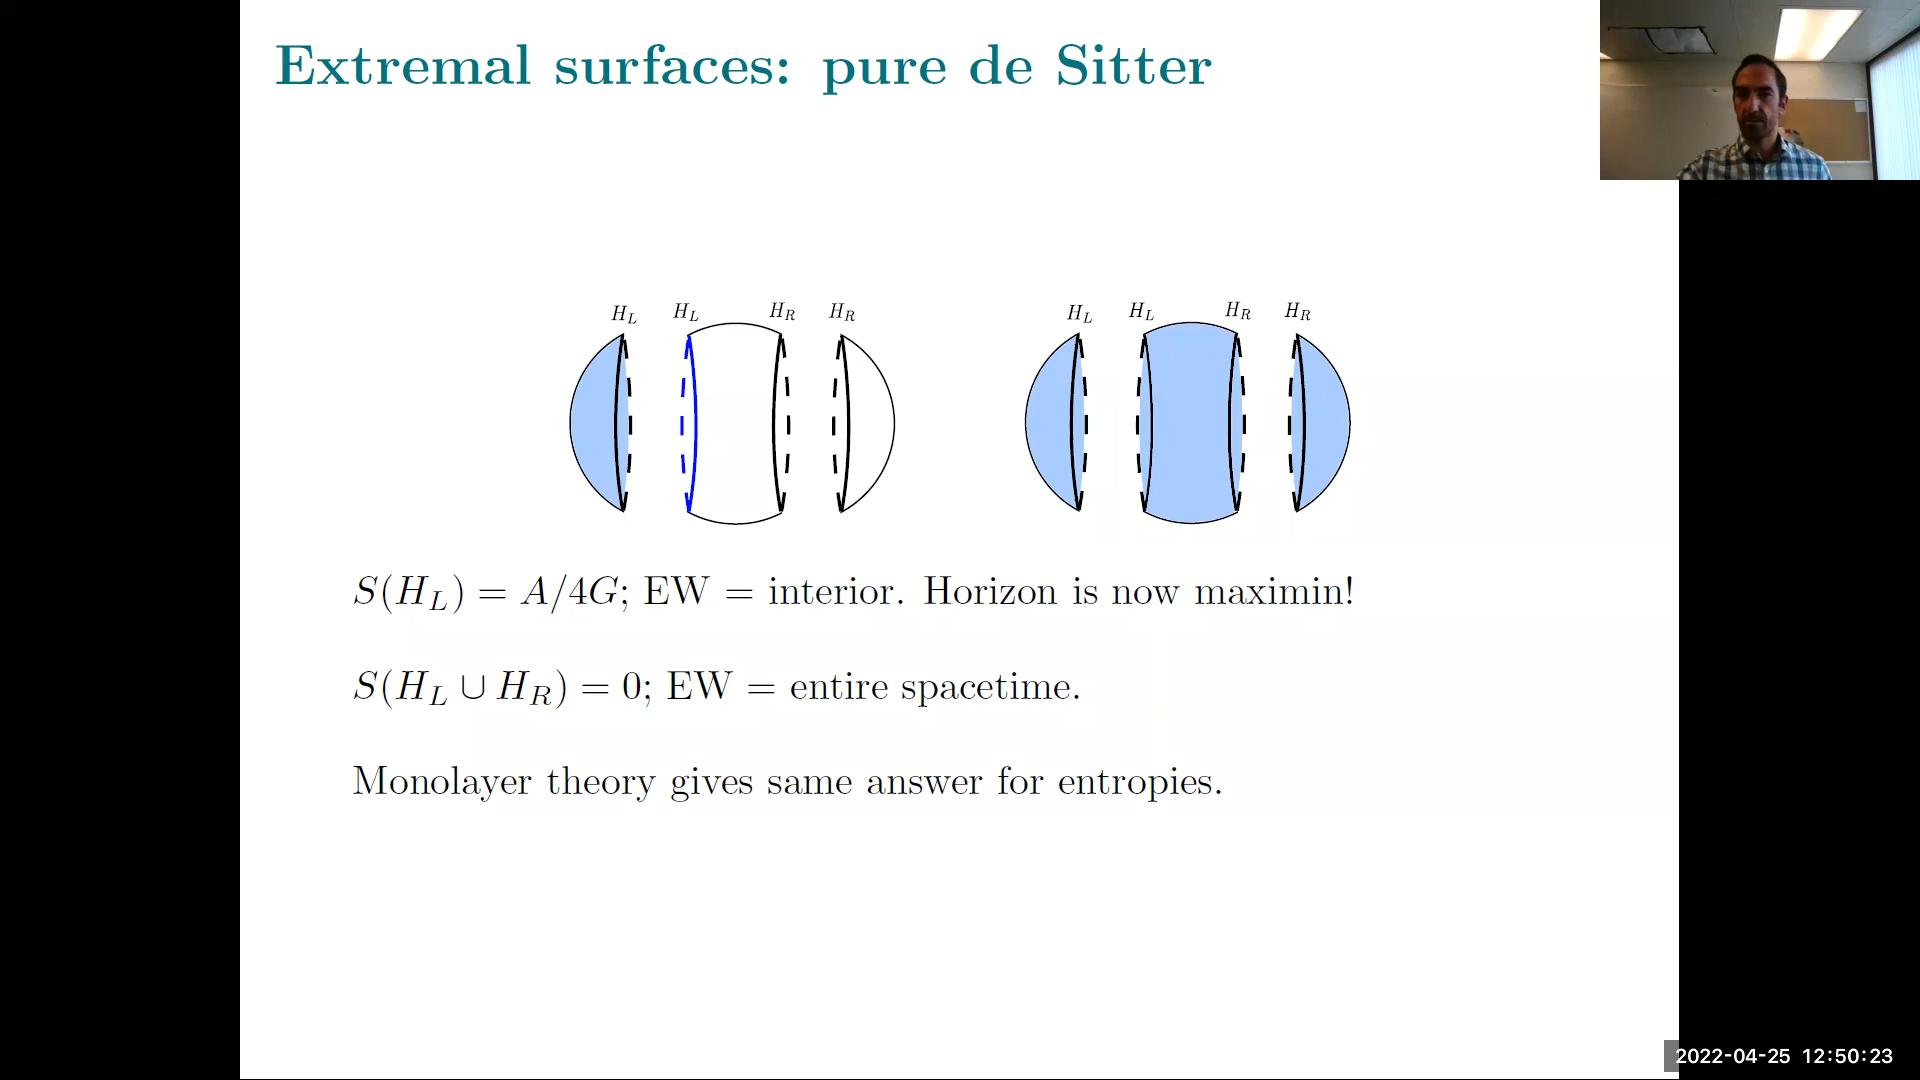 Extremal surfaces: pure de Sitter
H_L H_L H_R H_R H_L H_L H_R H_R
S(H_L) = A/4G; EW = interior. Horizon is now maximin!
S(H_L ∪ H_R) = 0; EW = entire spacetime.
Monolayer theory gives same answer for entropies.
2022-04-25 12:50:23